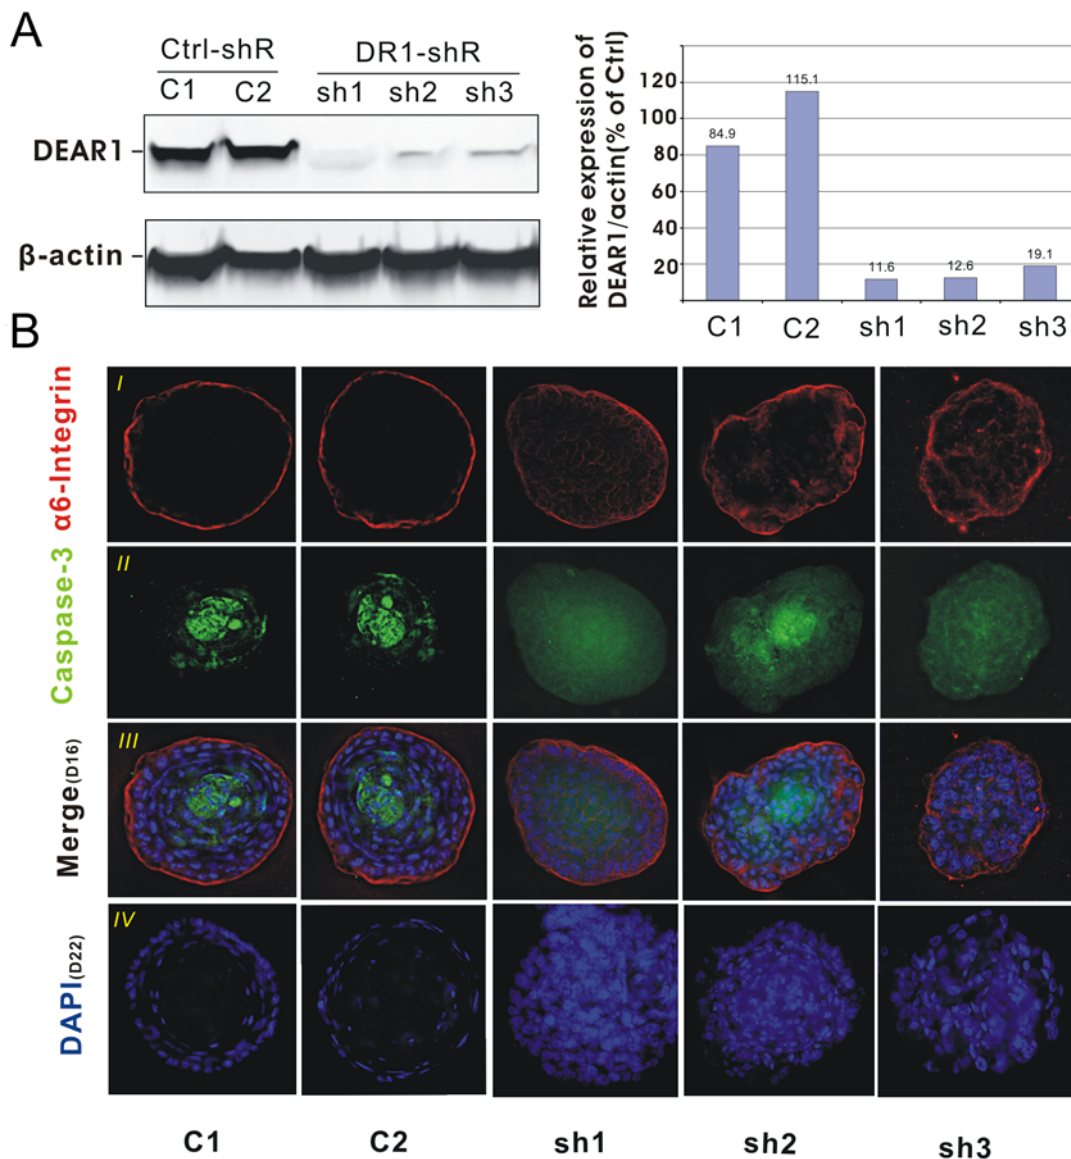 A
Ctrl-shR DR1-shR
C1 C2 sh1 sh2 sh3
DEAR1
β-actin
Relative expression of
DEAR1/actin(% of Ctrl)
120
100
80
60
40
20
84.9
115.1
11.6
12.6
19.1
C1 C2 sh1 sh2 sh3
B
α6-Integrin
I
Caspase-3
II
Merge(D16)
III
DAPI(D22)
IV
C1 C2 sh1 sh2 sh3